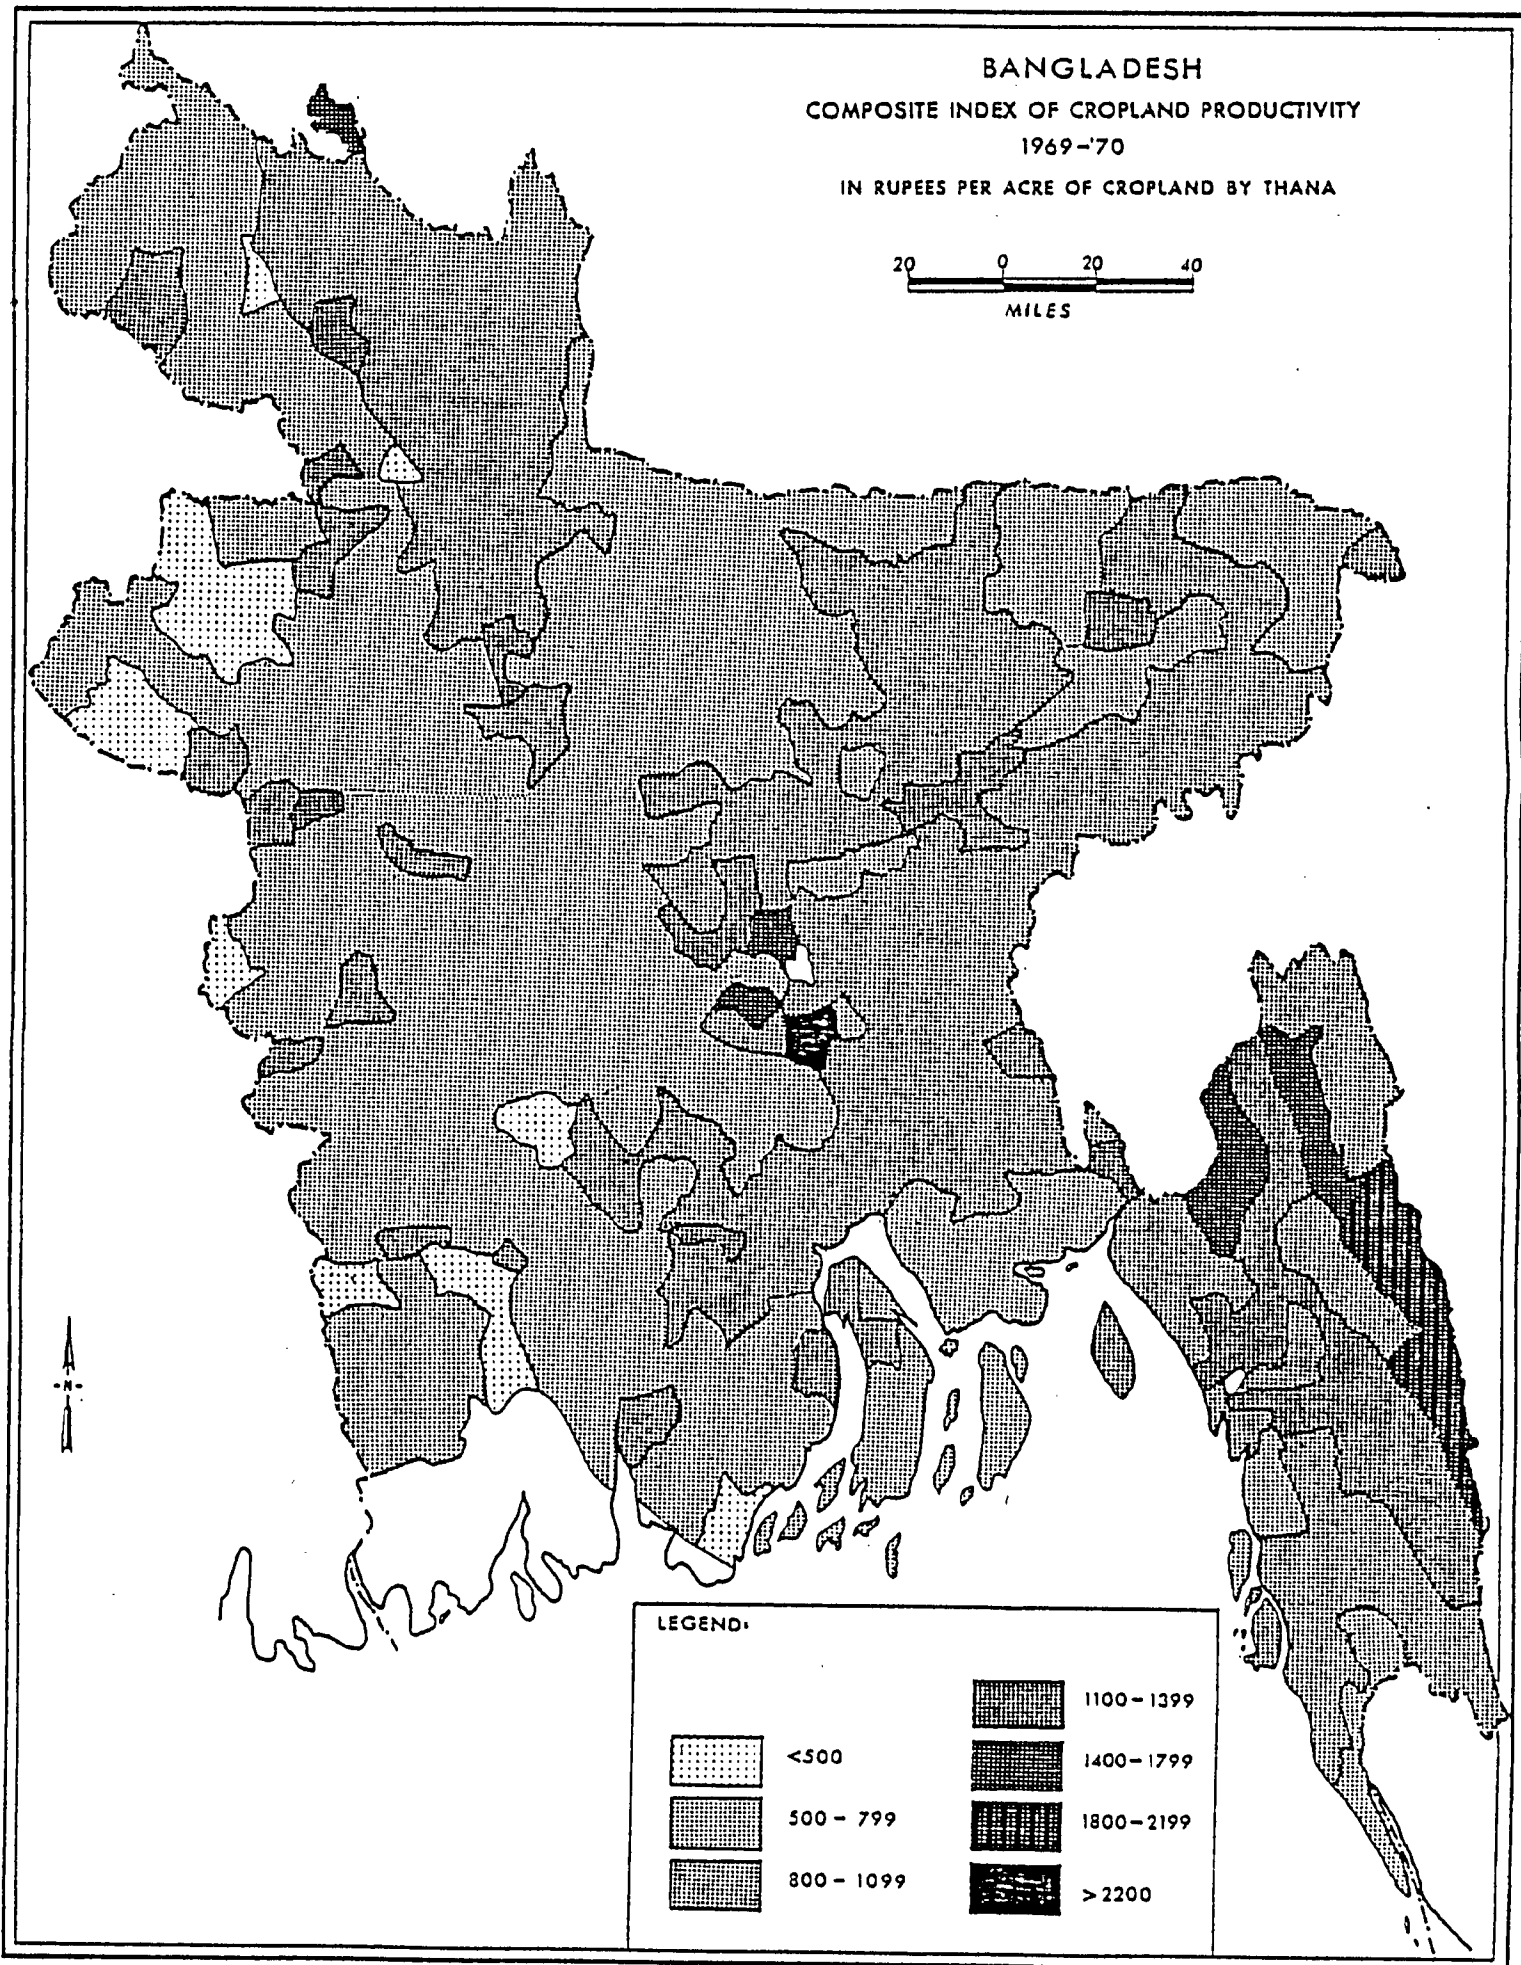 BANGLADESH
COMPOSITE INDEX OF CROPLAND PRODUCTIVITY
1969-'70
IN RUPEES PER ACRE OF CROPLAND BY THANA
20 0 20 40
MILES
-N-
LEGEND:
<500
500 - 799
800 - 1099
1100-1399
1400-1799
1800-2199
>2200